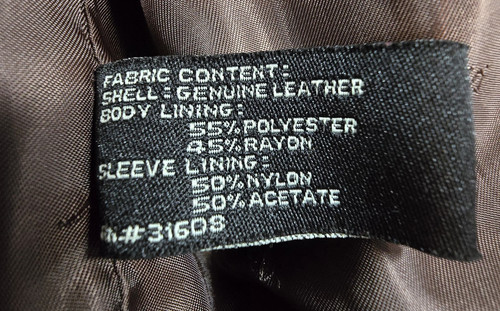 FABRIC CONTENT:
SHELL: GENUINE LEATHER
BODY LINING:
55% POLYESTER
45% RAYON
SLEEVE LINING:
50% NYLON
50% ACETATE
#31608